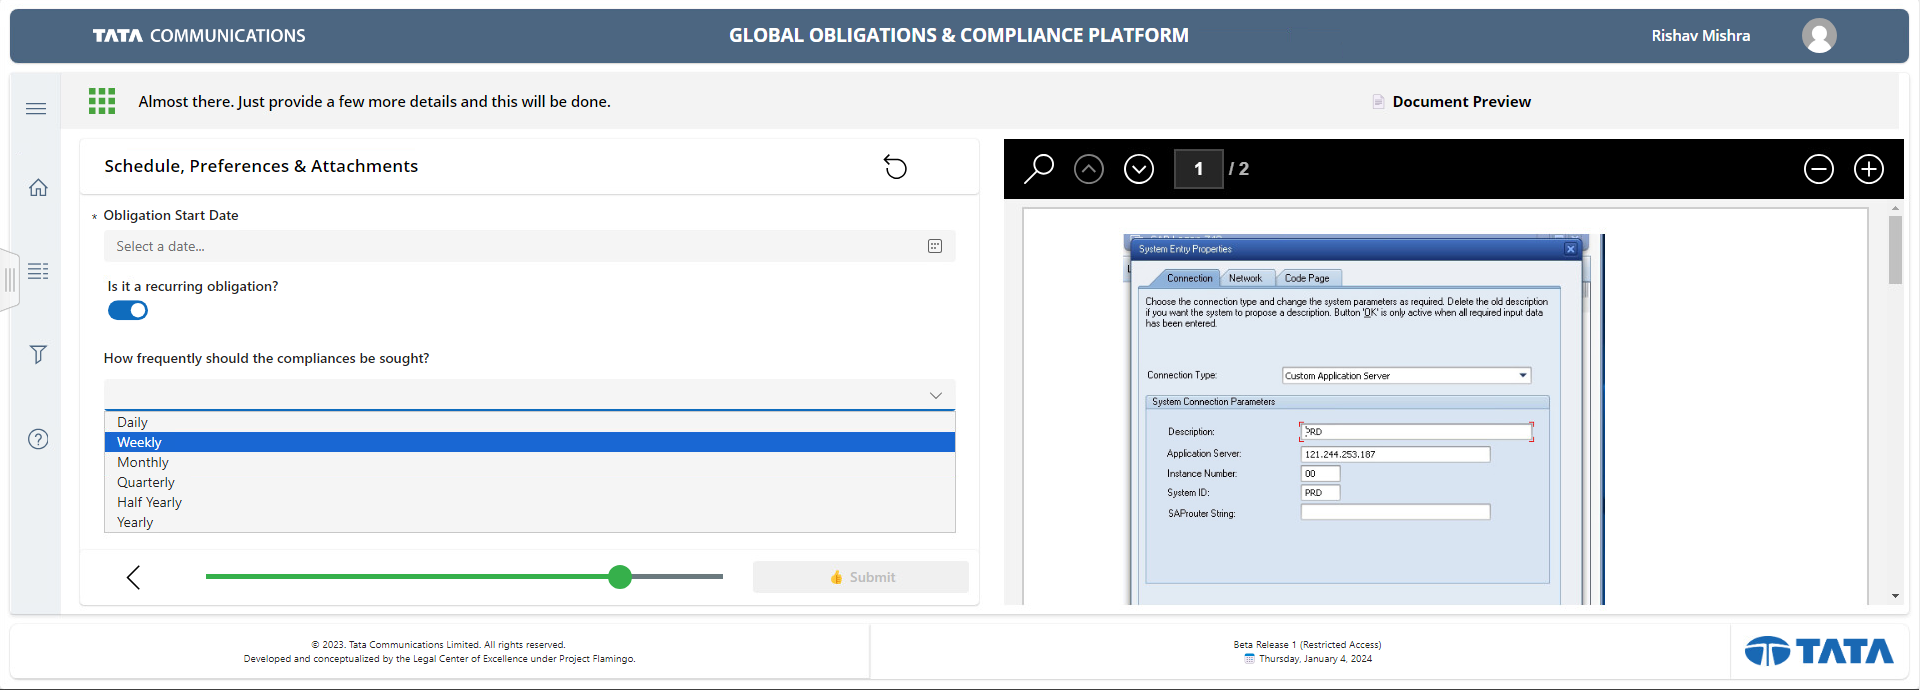 TATA COMMUNICATIONS
GLOBAL OBLIGATIONS & COMPLIANCE PLATFORM
Rishav Mishra
Almost there. Just provide a few more details and this will be done.
Document Preview
Schedule, Preferences & Attachments
* Obligation Start Date
Select a date...
Is it a recurring obligation?
How frequently should the compliances be sought?
Daily
Weekly
Monthly
Quarterly
Half Yearly
Yearly
Submit
1 / 2
System Entry Properties
Connection Network Code Page
Choose the connection type and change the system parameters as required. Delete the old description
if you want the system to propose a description. Button 'OK' is only active when all required input data
has been entered.
Connection Type: Custom Application Server
System Connection Parameters
Description: PRD
Application Server: 121.244.253.187
Instance Number: 00
System ID: PRD
SAProuter String:
© 2023. Tata Communications Limited. All rights reserved.
Developed and conceptualized by the Legal Center of Excellence under Project Flamingo.
Beta Release 1 (Restricted Access)
Thursday, January 4, 2024
TATA